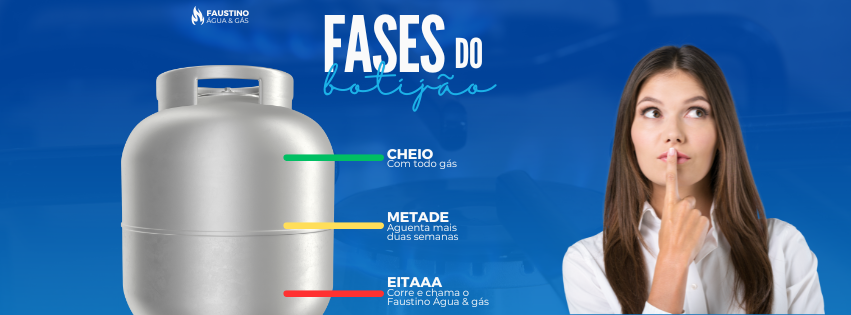 FAUSTINO
ÁGUA & GÁS
FASES DO
botijão
CHEIO
Com todo gás
METADE
Aguenta mais
duas semanas
EITAAA
Corre e chama o
Faustino Água & gás